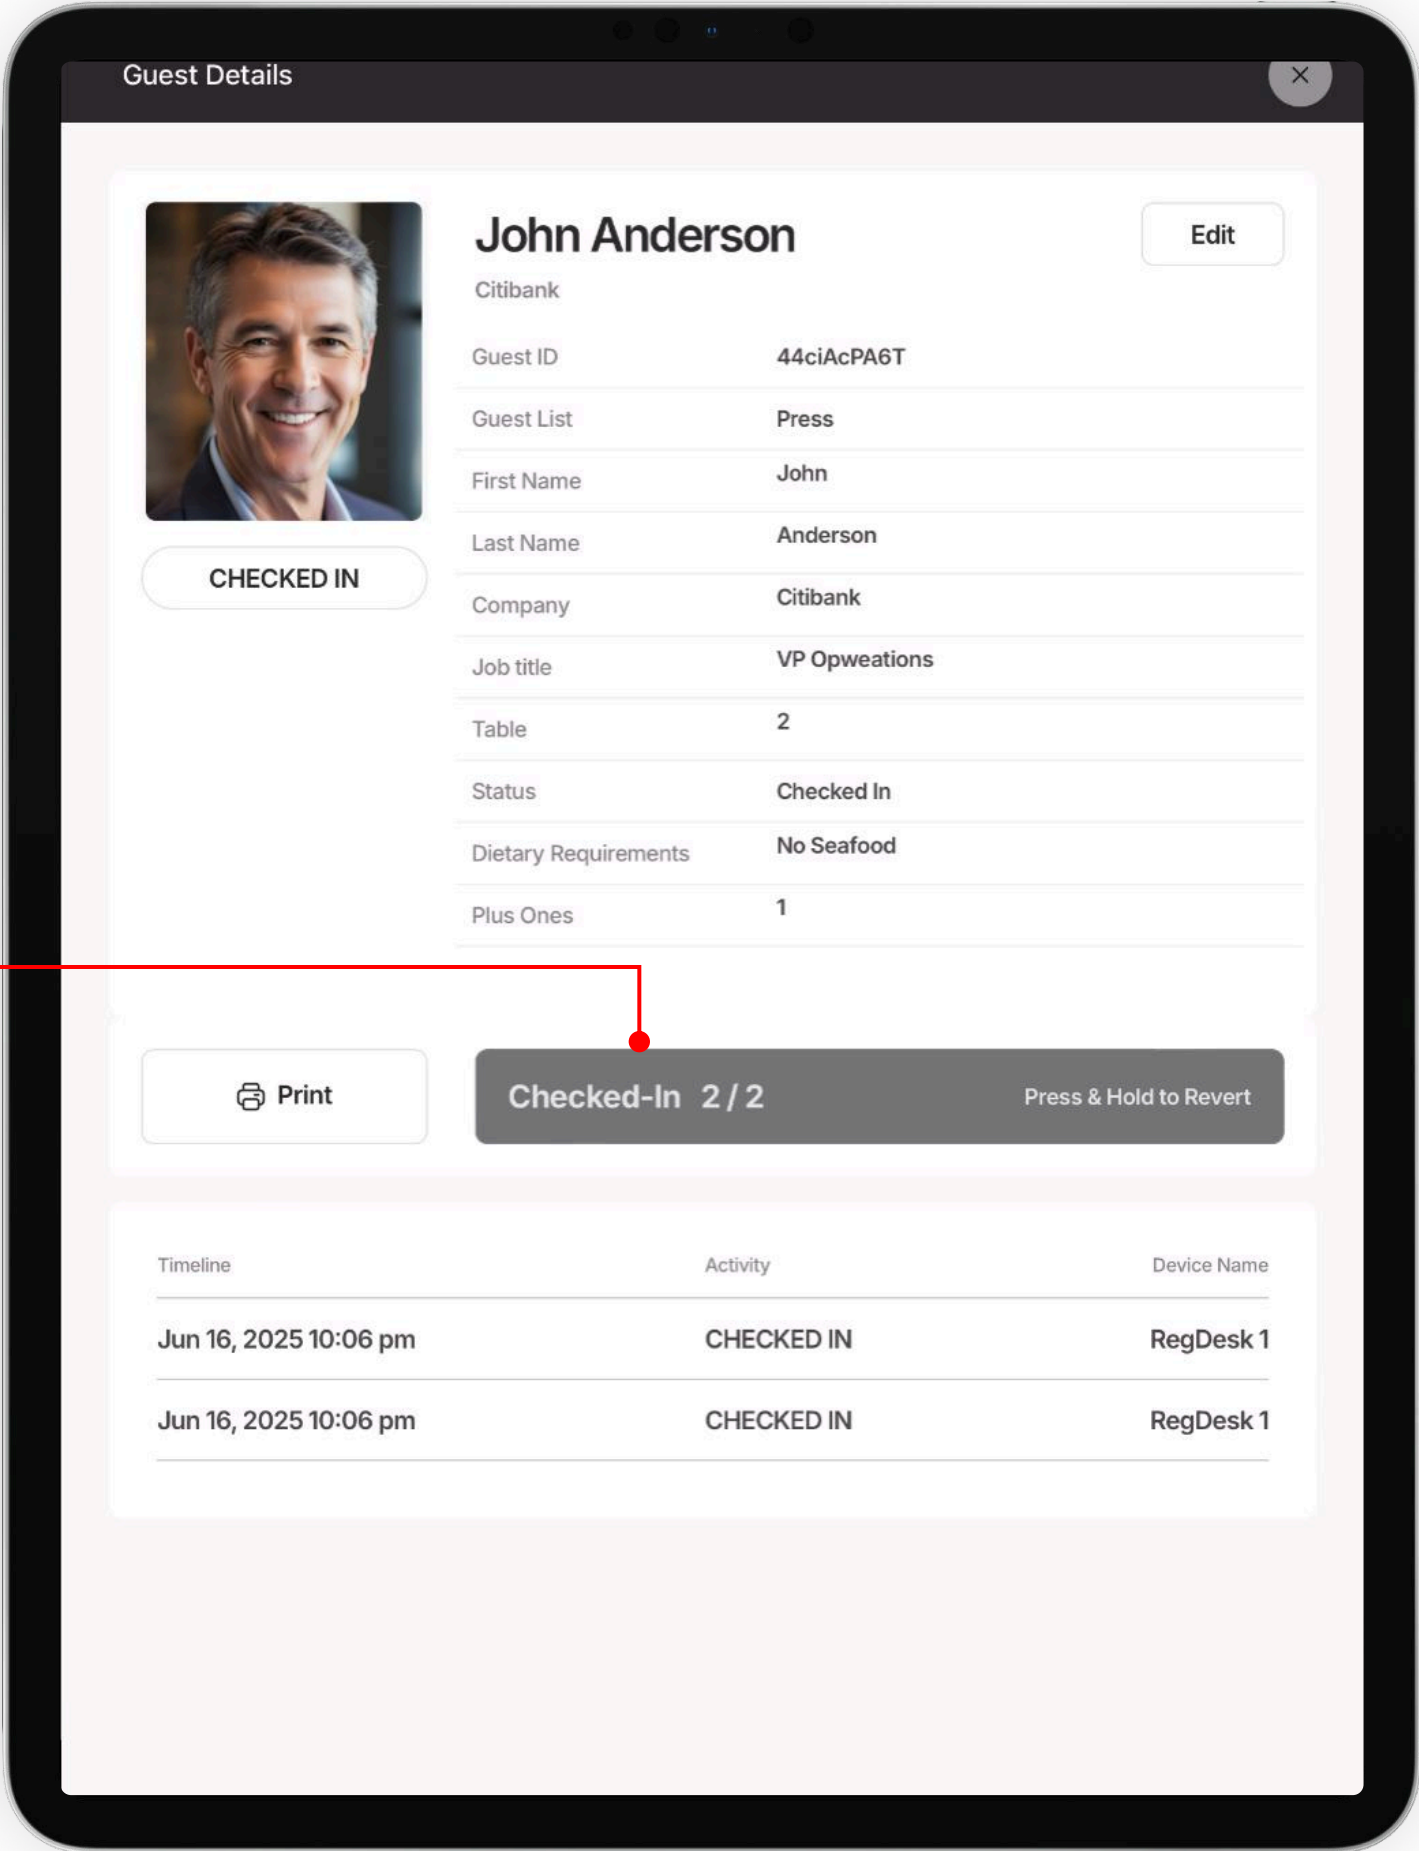 Guest Details
John Anderson
Edit
Citibank
Guest ID 44ciAcPA6T
Guest List Press
First Name John
Last Name Anderson
CHECKED IN
Company Citibank
Job title VP Opweations
Table 2
Status Checked In
Dietary Requirements No Seafood
Plus Ones 1
Print
Checked-In 2 / 2 Press & Hold to Revert
Timeline Activity Device Name
Jun 16, 2025 10:06 pm CHECKED IN RegDesk 1
Jun 16, 2025 10:06 pm CHECKED IN RegDesk 1